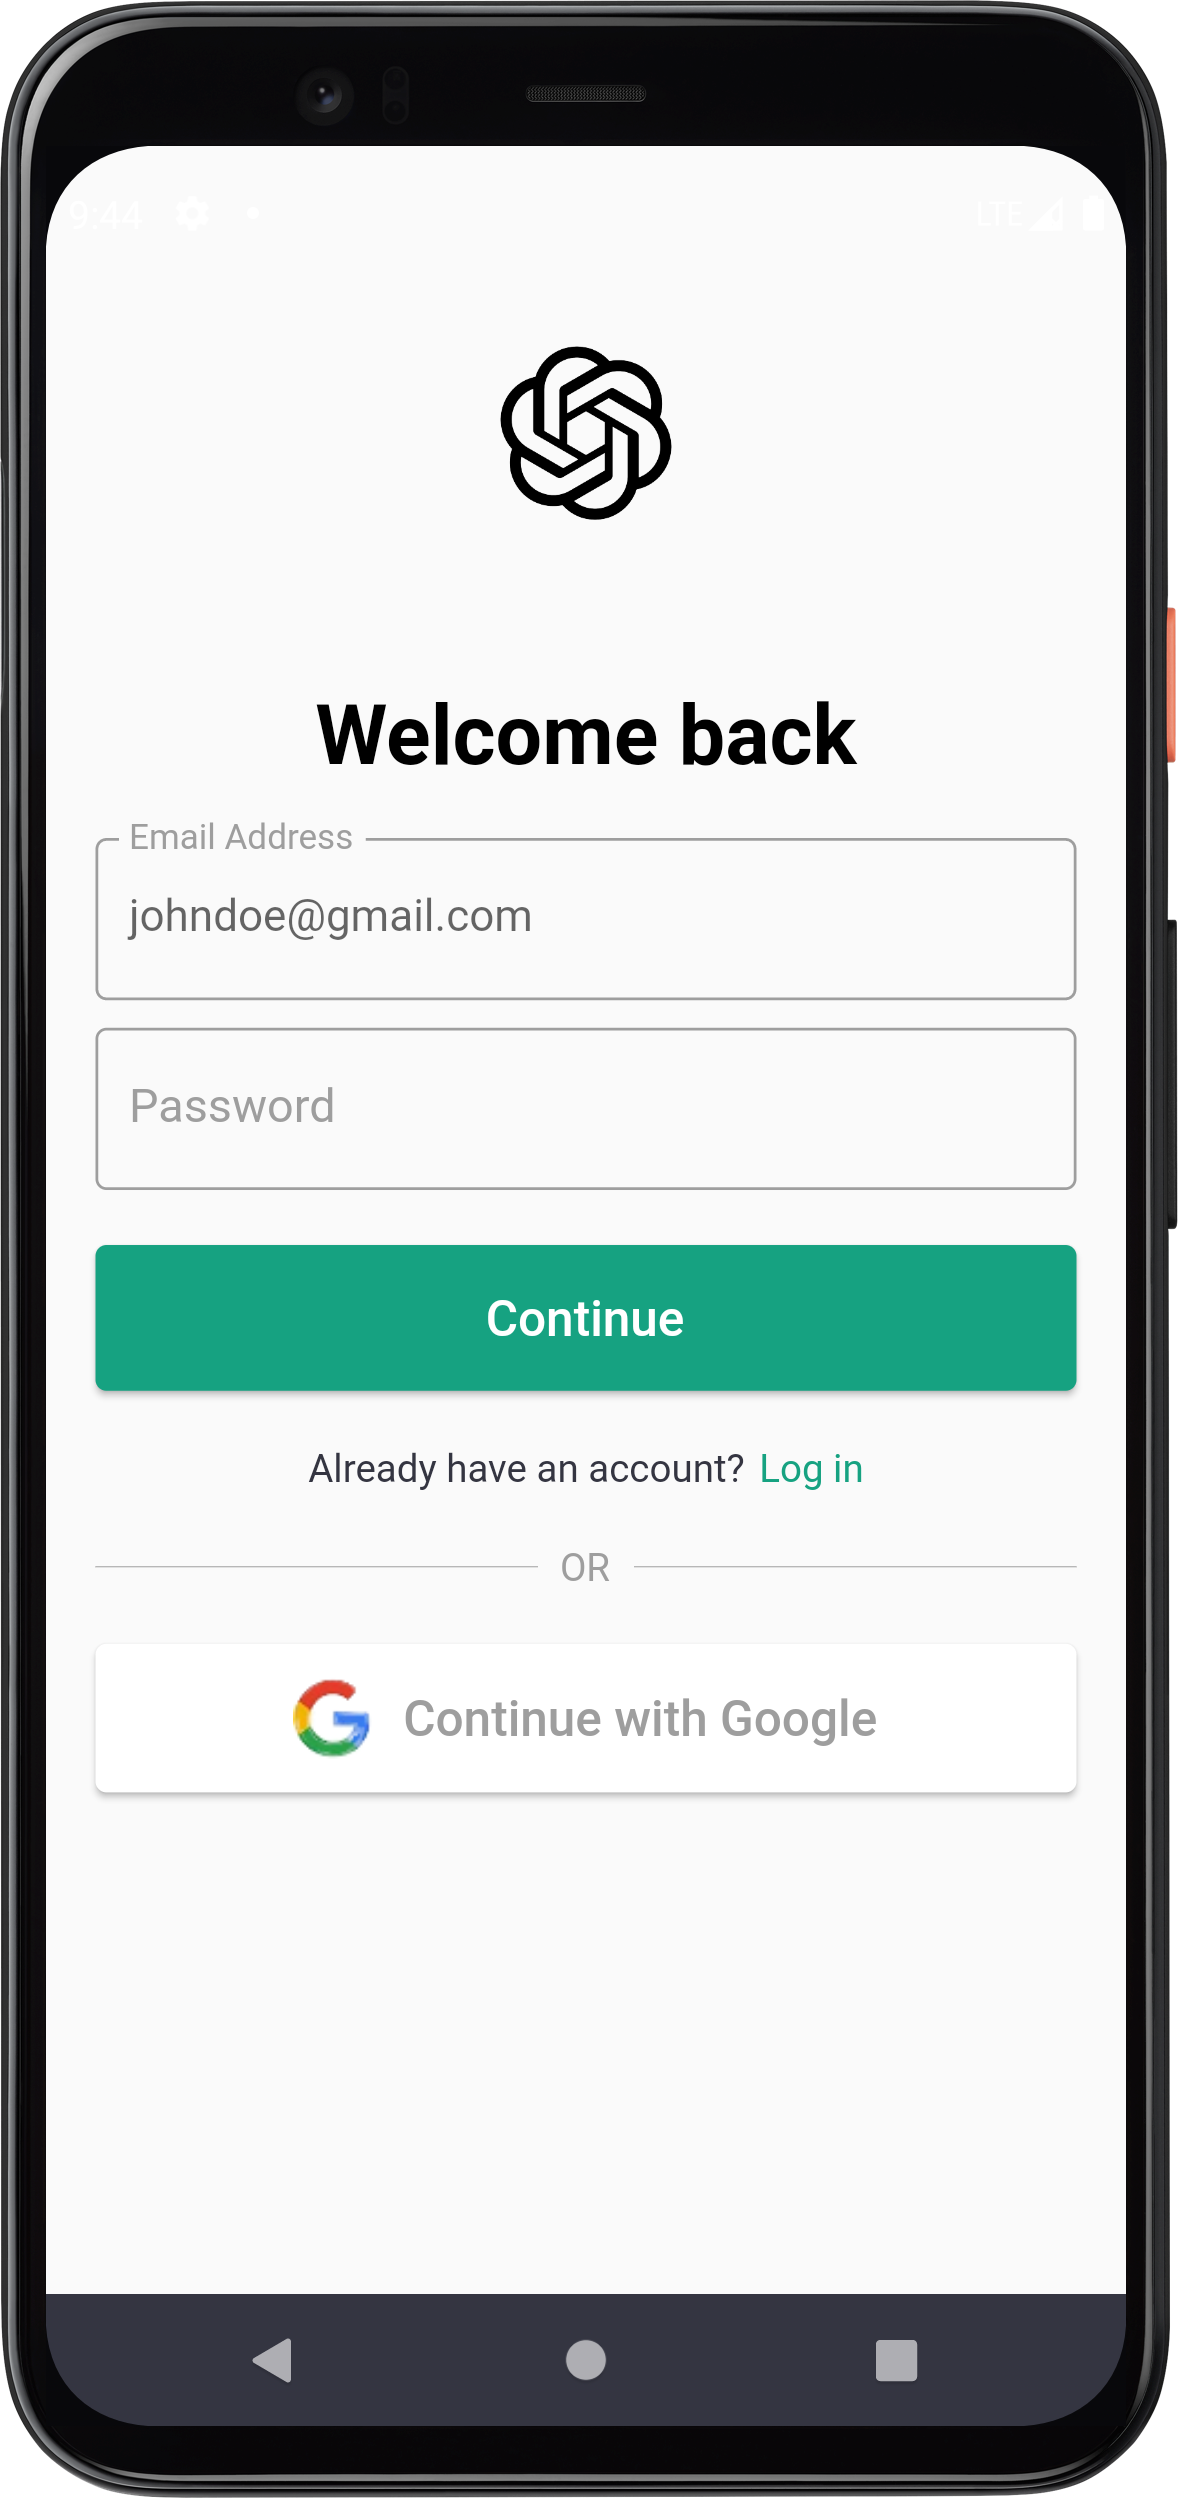 9:44 LTE
Welcome back
Email Address
johndoe@gmail.com
Password
Continue
Already have an account? Log in
OR
Continue with Google